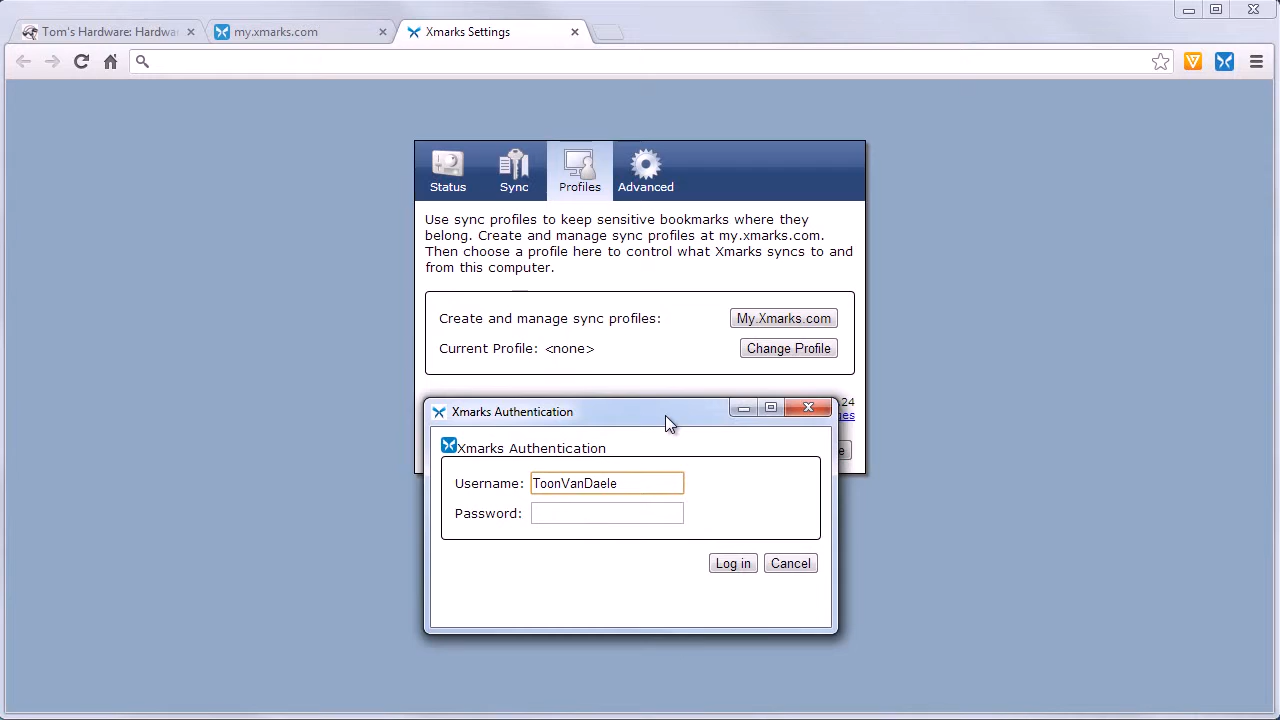 Tom's Hardware: Hardwa
my.xmarks.com
Xmarks Settings
Status
Sync
Profiles
Advanced
Use sync profiles to keep sensitive bookmarks where they
belong. Create and manage sync profiles at my.xmarks.com.
Then choose a profile here to control what Xmarks syncs to and
from this computer.
Create and manage sync profiles:
My.Xmarks.com
Current Profile: <none>
Change Profile
24
ges
e
Xmarks Authentication
Xmarks Authentication
Username:
ToonVanDaele
Password:
Log in
Cancel